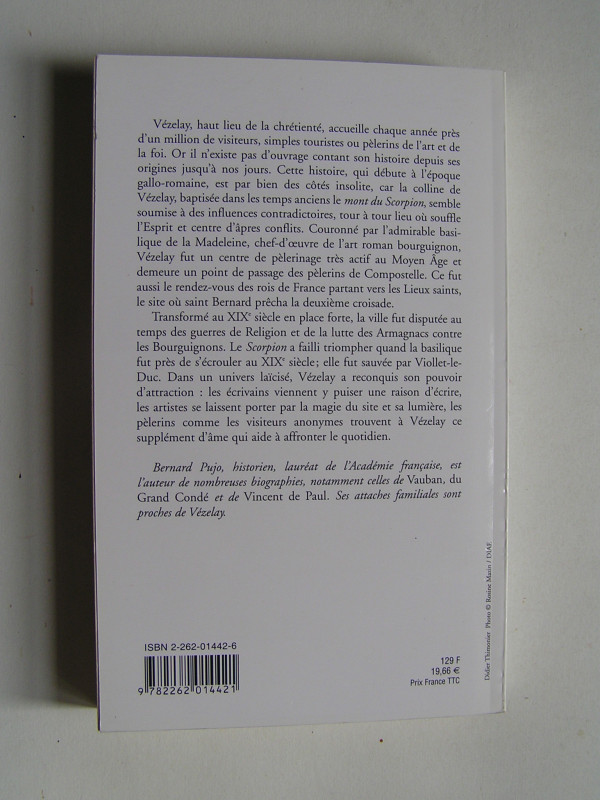 Vézelay, haut lieu de la chrétienté, accueille chaque année près
d'un million de visiteurs, simples touristes ou pèlerins de l'art et de
la foi. Or il n'existe pas d'ouvrage contant son histoire depuis ses
origines jusqu'à nos jours. Cette histoire, qui débute à l'époque
gallo-romaine, est par bien des côtés insolite, car la colline de
Vézelay, baptisée dans les temps anciens le mont du Scorpion, semble
soumise à des influences contradictoires, tour à tour lieu où souffle
l'Esprit et centre d'âpres conflits. Couronné par l'admirable basi-
lique de la Madeleine, chef-d'œuvre de l'art roman bourguignon,
Vézelay fut un centre de pèlerinage très actif au Moyen Âge et
demeure un point de passage des pèlerins de Compostelle. Ce fut
aussi le rendez-vous des rois de France partant vers les Lieux saints,
le site où saint Bernard prêcha la deuxième croisade.
Transformé au XIXe siècle en place forte, la ville fut disputée au
temps des guerres de Religion et de la lutte des Armagnacs contre
les Bourguignons. Le Scorpion a failli triompher quand la basilique
fut près de s'écrouler au XIXe siècle ; elle fut sauvée par Viollet-le-
Duc. Dans un univers laïcisé, Vézelay a reconquis son pouvoir
d'attraction : les écrivains viennent y puiser une raison d'écrire,
les artistes se laissent porter par la magie du site et sa lumière, les
pèlerins comme les visiteurs anonymes trouvent à Vézelay ce
supplément d'âme qui aide à affronter le quotidien.
Bernard Pujo, historien, lauréat de l'Académie française, est
l'auteur de nombreuses biographies, notamment celles de Vauban, du
Grand Condé et de Vincent de Paul. Ses attaches familiales sont
proches de Vézelay.
ISBN 2-262-01442-6
9 782262 014421
129 F
19,66 €
Prix France TTC
Didier Thimonier Photo © Rosine Mazin / DIAF